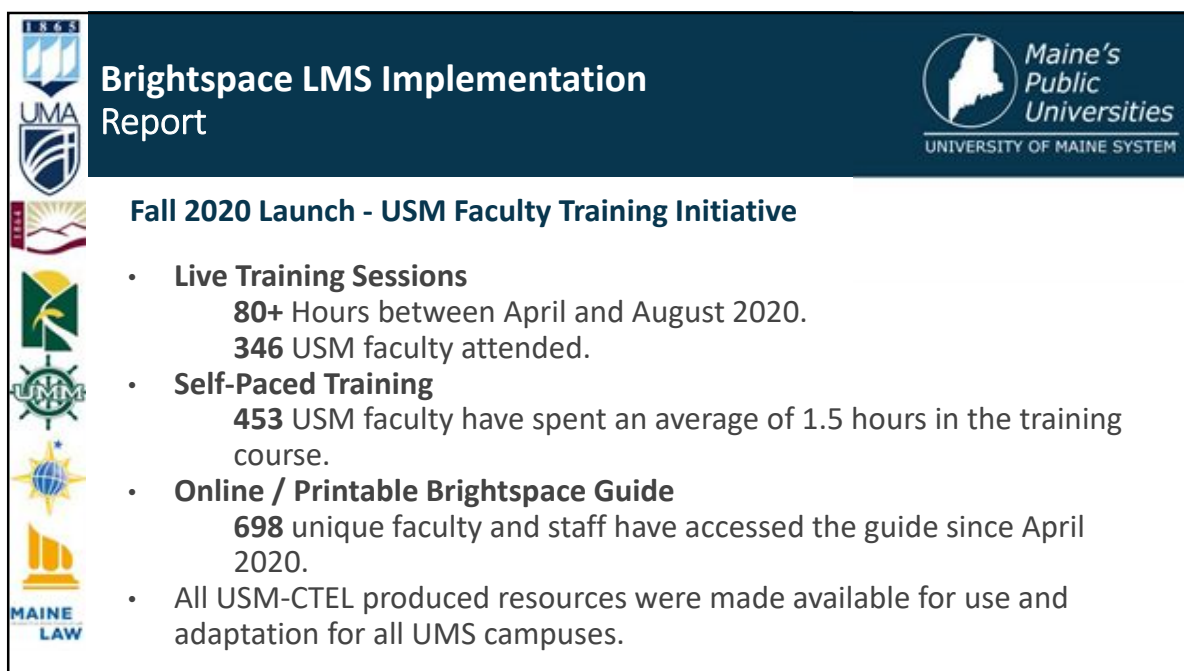 1865
UMA
1864
UMM
MAINE
LAW
Brightspace LMS Implementation
Report
Maine's
Public
Universities
UNIVERSITY OF MAINE SYSTEM
Fall 2020 Launch - USM Faculty Training Initiative
• Live Training Sessions
80+ Hours between April and August 2020.
346 USM faculty attended.
• Self-Paced Training
453 USM faculty have spent an average of 1.5 hours in the training
course.
• Online / Printable Brightspace Guide
698 unique faculty and staff have accessed the guide since April
2020.
• All USM-CTEL produced resources were made available for use and
adaptation for all UMS campuses.